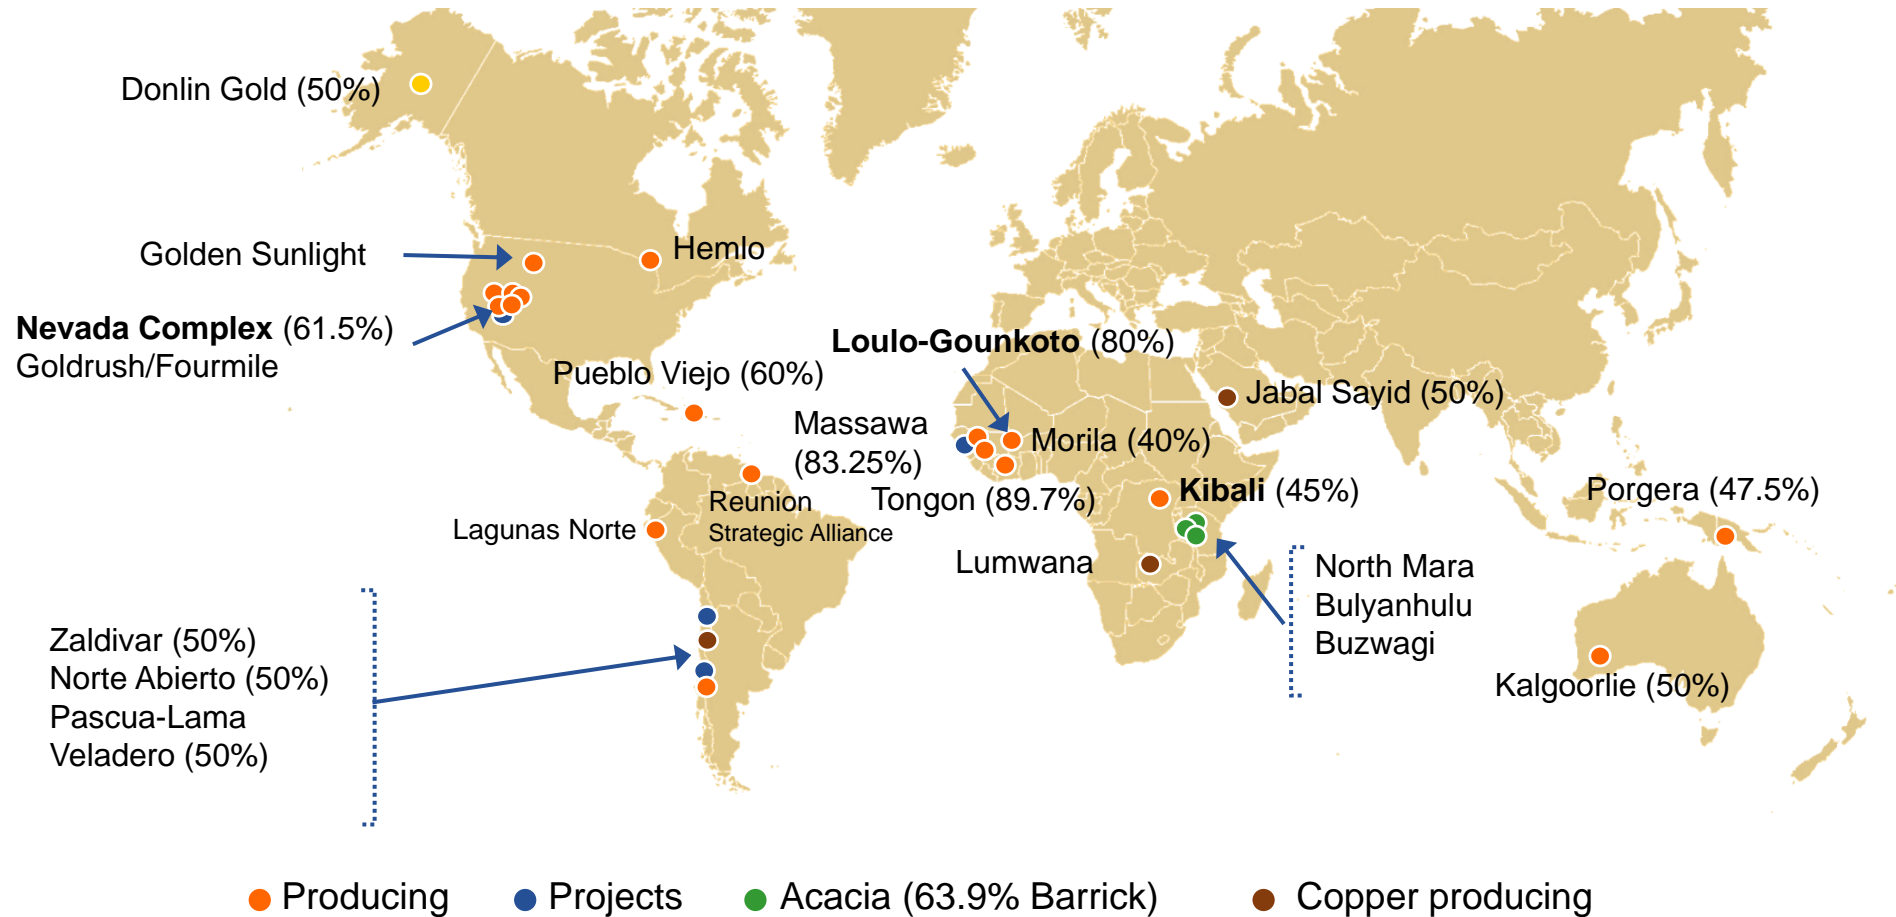 Donlin Gold (50%)
Golden Sunlight
Hemlo
Nevada Complex (61.5%)
Goldrush/Fourmile
Loulo-Gounkoto (80%)
Pueblo Viejo (60%)
Jabal Sayid (50%)
Massawa
(83.25%)
Morila (40%)
Tongon (89.7%)
Kibali (45%)
Porgera (47.5%)
Reunion
Strategic Alliance
Lagunas Norte
Lumwana
North Mara
Bulyanhulu
Buzwagi
Zaldivar (50%)
Norte Abierto (50%)
Pascua-Lama
Veladero (50%)
Kalgoorlie (50%)
Producing
Projects
Acacia (63.9% Barrick)
Copper producing